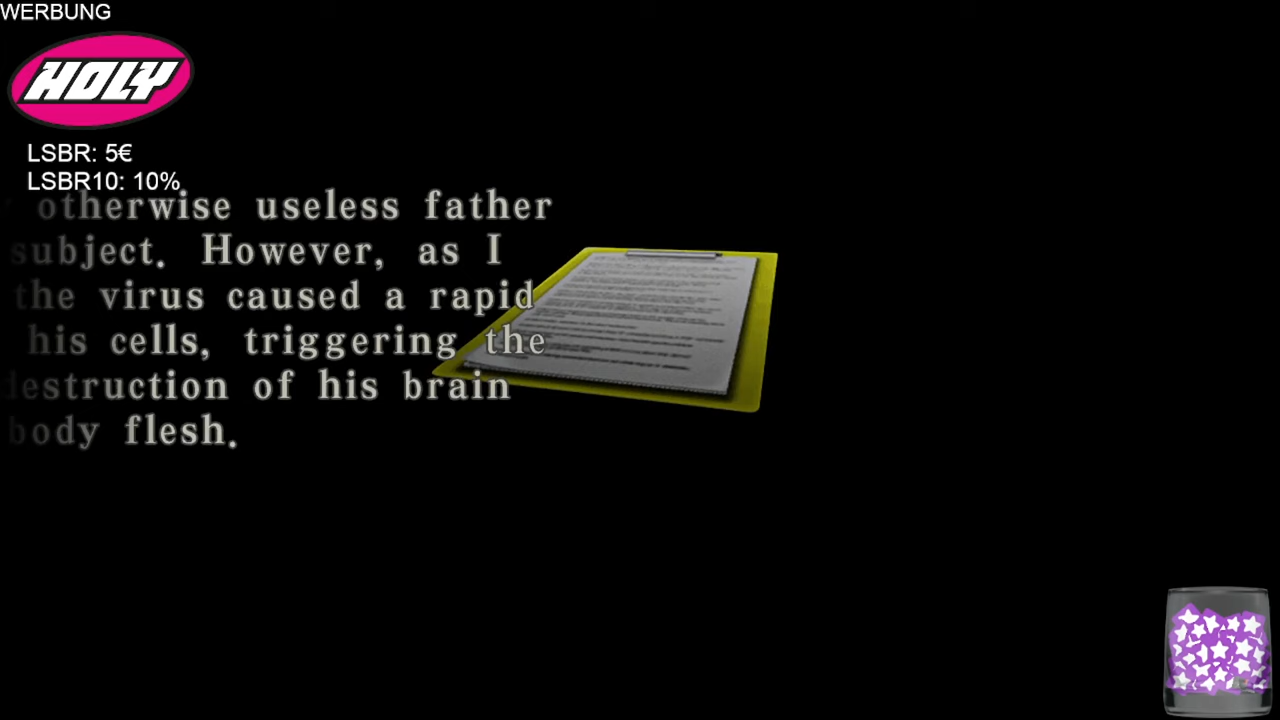 WERBUNG
HOLY
LSBR: 5€
LSBR10: 10%
otherwise useless father
subject. However, as I
the virus caused a rapid
his cells, triggering the
destruction of his brain
body flesh.